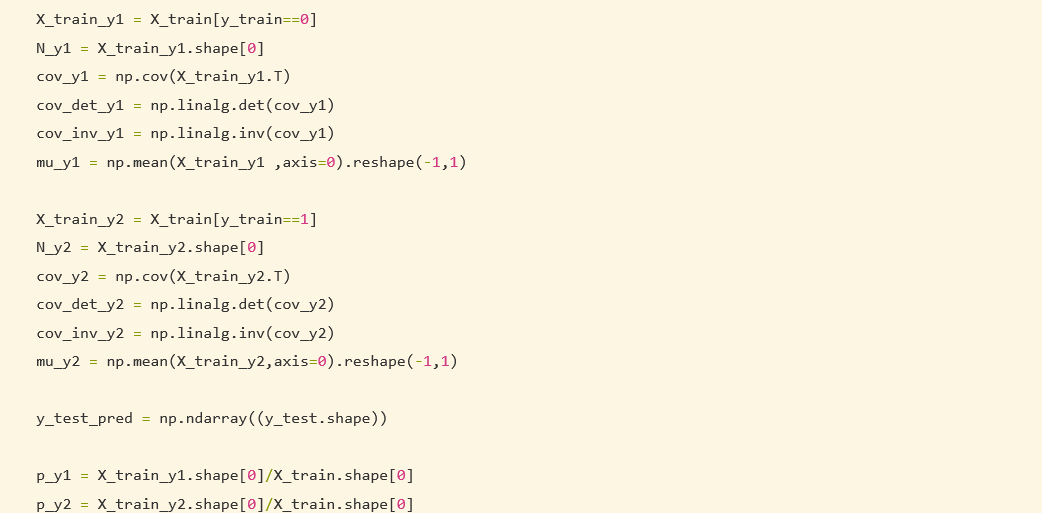 X_train_y1 = X_train[y_train==0]
N_y1 = X_train_y1.shape[0]
cov_y1 = np.cov(X_train_y1.T)
cov_det_y1 = np.linalg.det(cov_y1)
cov_inv_y1 = np.linalg.inv(cov_y1)
mu_y1 = np.mean(X_train_y1 ,axis=0).reshape(-1,1)
X_train_y2 = X_train[y_train==1]
N_y2 = X_train_y2.shape[0]
cov_y2 = np.cov(X_train_y2.T)
cov_det_y2 = np.linalg.det(cov_y2)
cov_inv_y2 = np.linalg.inv(cov_y2)
mu_y2 = np.mean(X_train_y2,axis=0).reshape(-1,1)
y_test_pred = np.ndarray((y_test.shape))
p_y1 = X_train_y1.shape[0]/X_train.shape[0]
p_y2 = X_train_y2.shape[0]/X_train.shape[0]